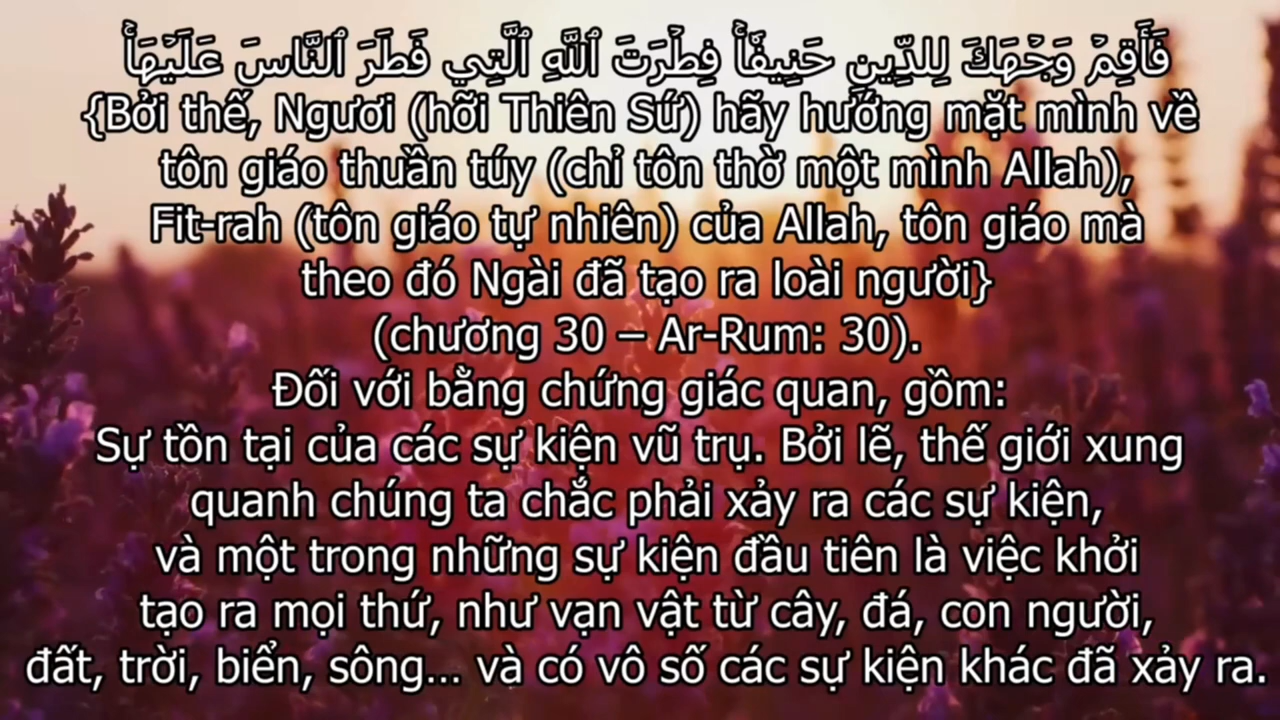 فَأَقِمۡ وَجۡهَكَ لِلدِّينِ حَنِيفٗاۚ فِطۡرَتَ ٱللَّهِ ٱلَّتِي فَطَرَ ٱلنَّاسَ عَلَيۡهَاۚ
{Bởi thế, Ngươi (hỡi Thiên Sứ) hãy hướng mặt mình về
tôn giáo thuần túy (chỉ tôn thờ một mình Allah),
Fit-rah (tôn giáo tự nhiên) của Allah, tôn giáo mà
theo đó Ngài đã tạo ra loài người}
(chương 30 – Ar-Rum: 30).
Đối với bằng chứng giác quan, gồm:
Sự tồn tại của các sự kiện vũ trụ. Bởi lẽ, thế giới xung
quanh chúng ta chắc phải xảy ra các sự kiện,
và một trong những sự kiện đầu tiên là việc khởi
tạo ra mọi thứ, như vạn vật từ cây, đá, con người,
đất, trời, biển, sông... và có vô số các sự kiện khác đã xảy ra.